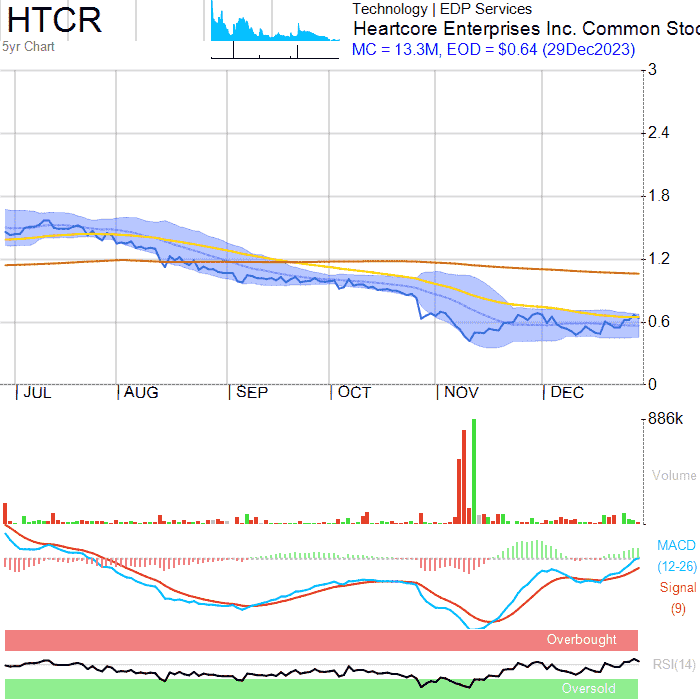 HTCR
5yr Chart
Technology | EDP Services
Heartcore Enterprises Inc. Common Stoc
MC = 13.3M, EOD = $0.64 (29Dec2023)
3
2.4
1.8
1.2
0.6
0
JUL AUG SEP OCT NOV DEC
886k
Volume
MACD
(12-26)
Signal
(9)
Overbought
RSI(14)
Oversold